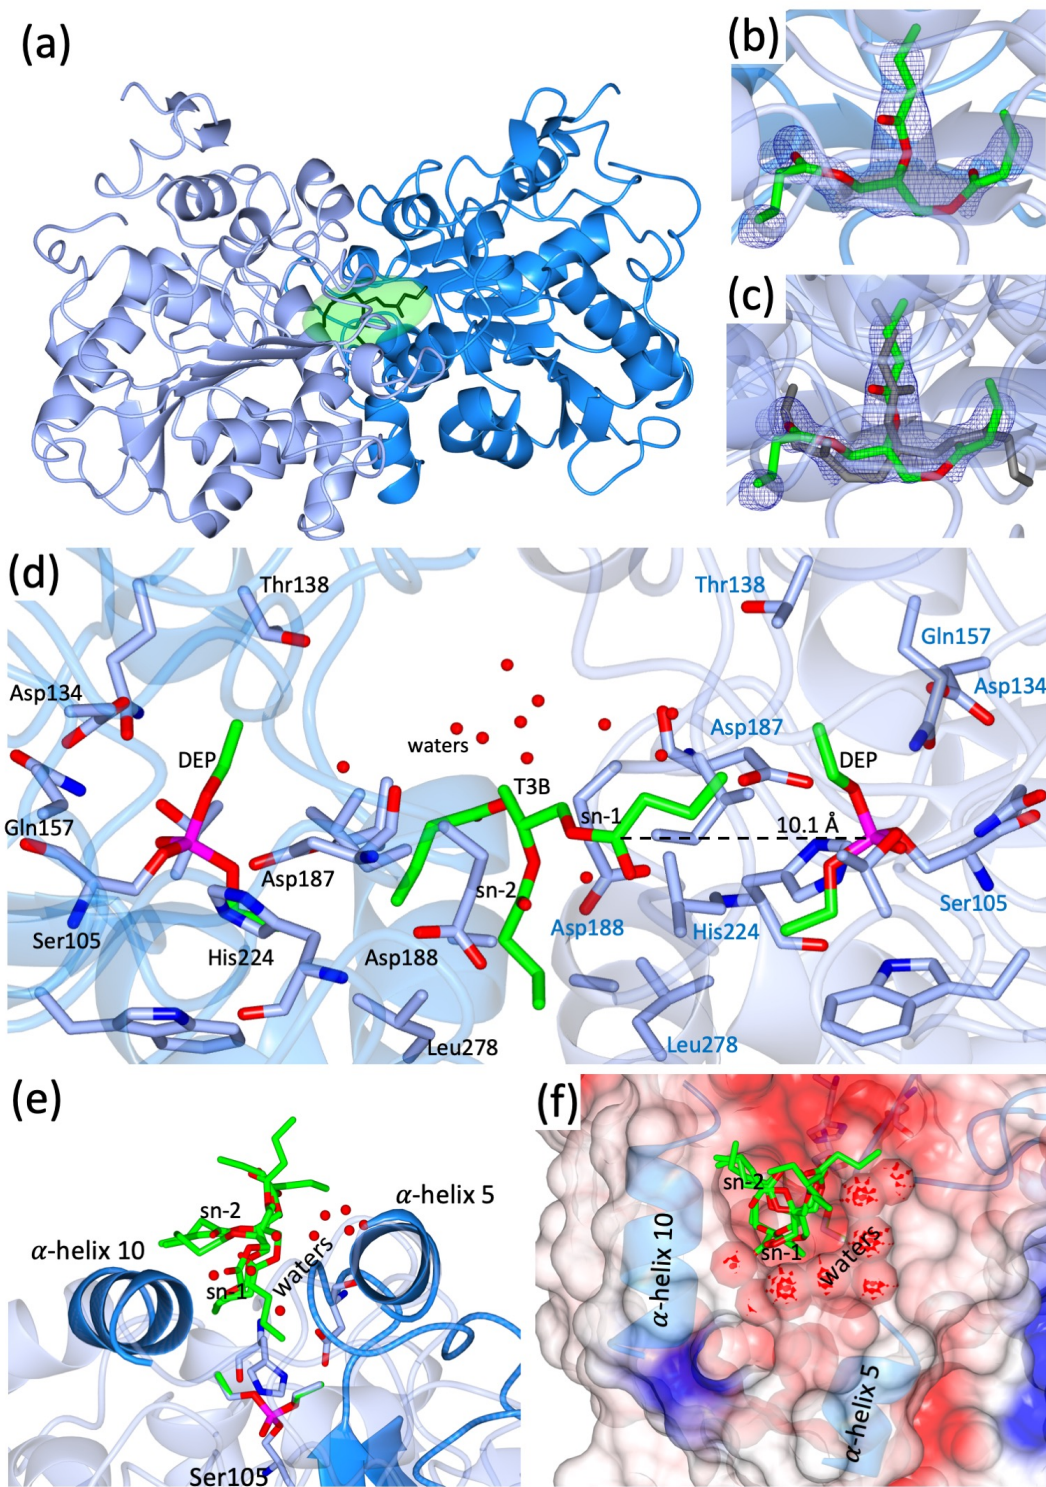 (a)
(b)
(c)
(d)
Thr138
Thr138
Gln157
Asp134
Asp134
DEP
waters
Asp187
DEP
T3B
sn-1
10.1 Å
Gln157
Asp187
sn-2
Ser105
His224
Asp188
Asp188
His224
Ser105
Leu278
Leu278
(e)
sn-2
α-helix 5
α-helix 10
waters
sn-1
Ser105
(f)
sn-2
α-helix 10
sn-1
waters
α-helix 5